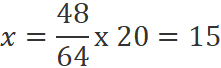 x = 48/64 x 20 = 15